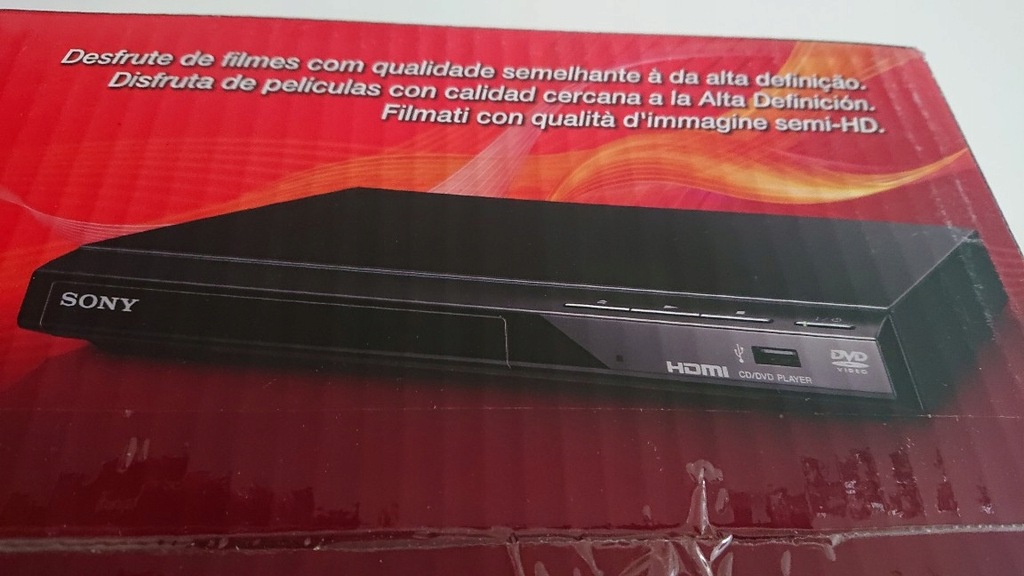 Desfrute de filmes com qualidade semelhante à da alta definição.
Disfruta de películas con calidad cercana a la Alta Definición.
Filmati con qualità d'immagine semi-HD.
SONY
HDMI
CD/DVD PLAYER
DVD
VIDEO